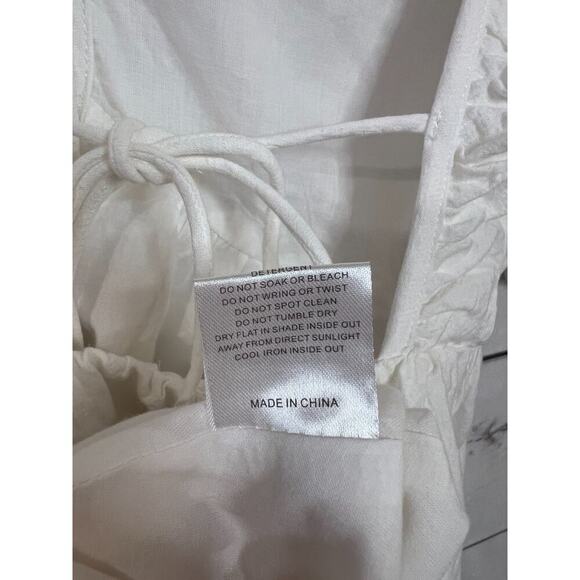 DETERGENT
DO NOT SOAK OR BLEACH
DO NOT WRING OR TWIST
DO NOT SPOT CLEAN
DO NOT TUMBLE DRY
DRY FLAT IN SHADE INSIDE OUT
AWAY FROM DIRECT SUNLIGHT
COOL IRON INSIDE OUT
MADE IN CHINA